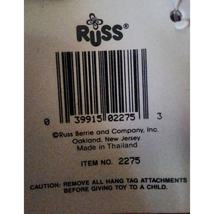 RUSS®
0 39915 02275 3
©Russ Berrie and Company, Inc.
Oakland, New Jersey
Made in Thailand
ITEM NO. 2275
CAUTION: REMOVE ALL HANG TAG ATTACHMENTS
BEFORE GIVING TOY TO A CHILD.